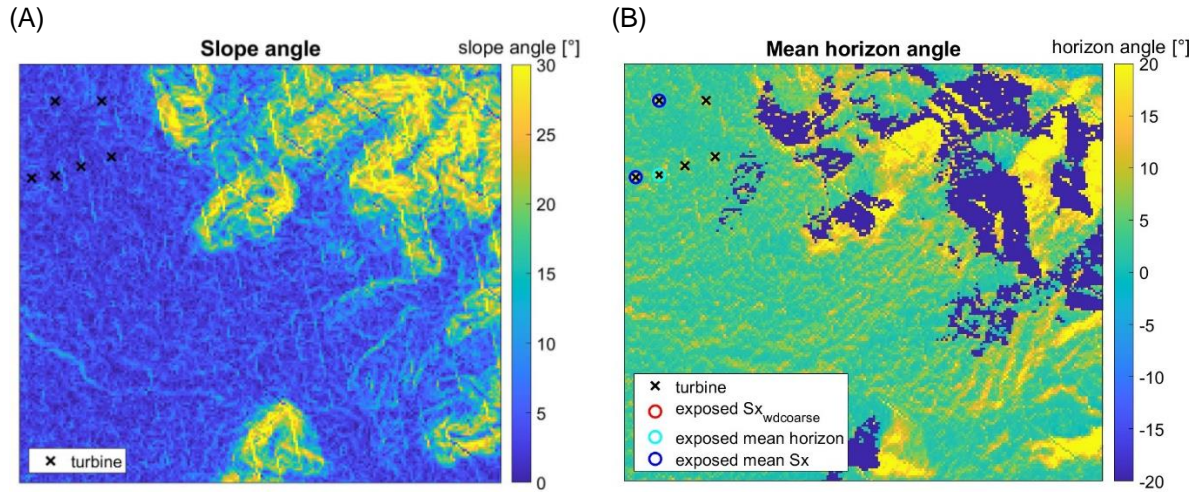 (A)
Slope angle
slope angle [°]
30
25
20
15
10
5
0
turbine
(B)
Mean horizon angle
horizon angle [°]
20
15
10
5
0
-5
-10
-15
-20
turbine
exposed Sx_wdcoarse
exposed mean horizon
exposed mean Sx